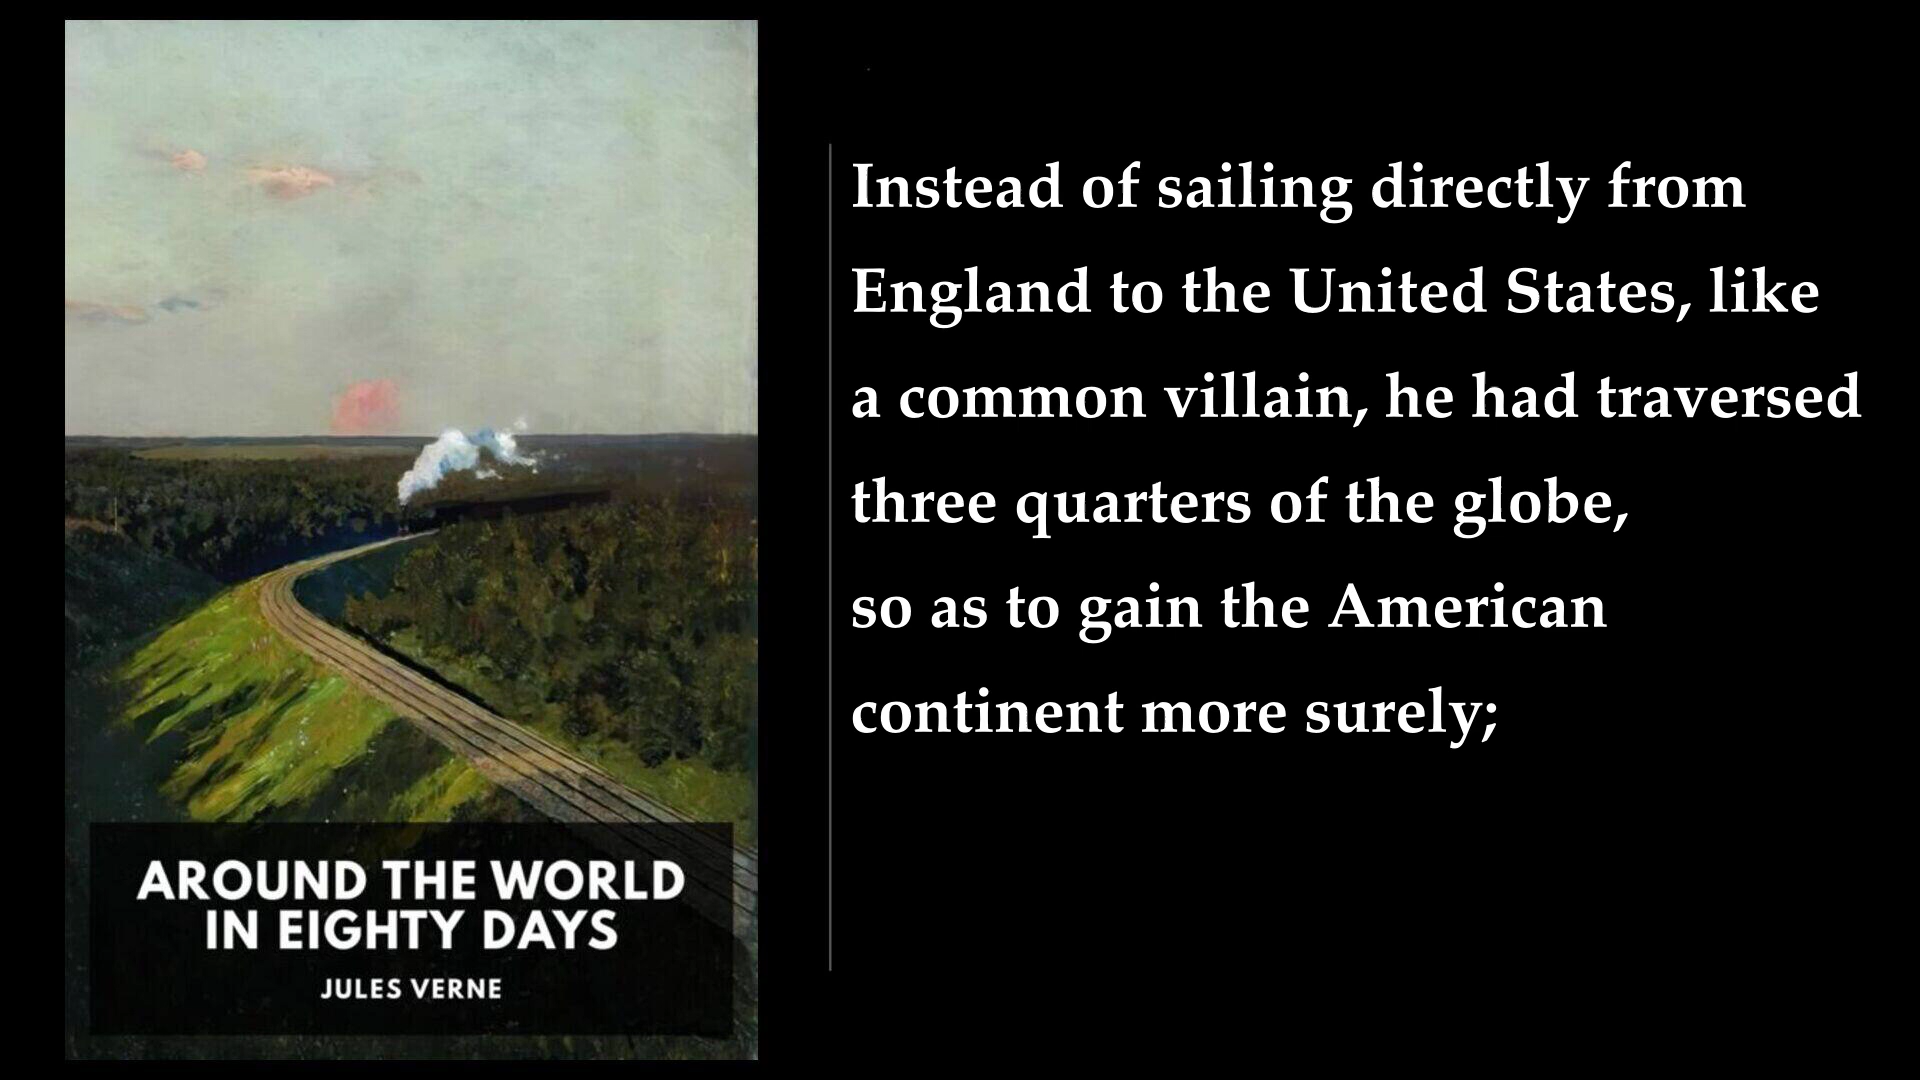 Instead of sailing directly from
England to the United States, like
a common villain, he had traversed
three quarters of the globe,
so as to gain the American
continent more surely;
AROUND THE WORLD
IN EIGHTY DAYS
JULES VERNE